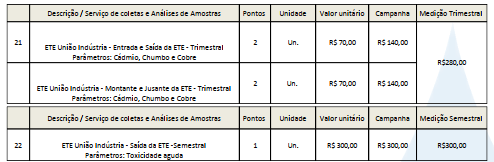 Descrição / Serviço de coletas e Análises de Amostras Pontos Unidade Valor unitário Campanha Medição Trimestral
21 ETE União Indústria - Entrada e Saída da ETE - Trimestral
Parâmetros: Cádmio, Chumbo e Cobre 2 Un. R$ 70,00 R$ 140,00
R$280,00
ETE União Indústria - Montante e Jusante da ETE - Trimestral
Parâmetros: Cádmio, Chumbo e Cobre 2 Un. R$ 70,00 R$ 140,00
Descrição / Serviço de coletas e Análises de Amostras Pontos Unidade Valor unitário Campanha Medição Semestral
22 ETE União Indústria - Saída da ETE -Semestral
Parâmetros: Toxicidade aguda 1 Un. R$ 300,00 R$ 300,00 R$300,00